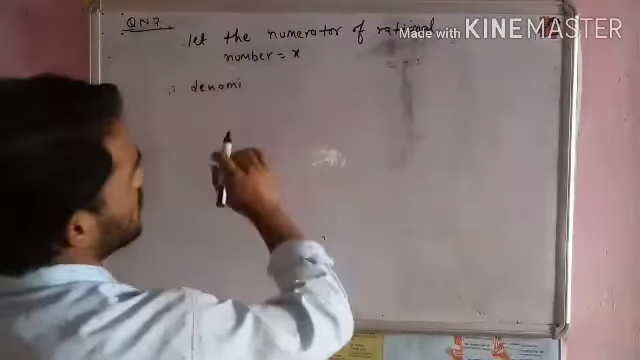 QN7.
Let the numerator of rational
number = x
∴ denomi
Made with KINEMASTER